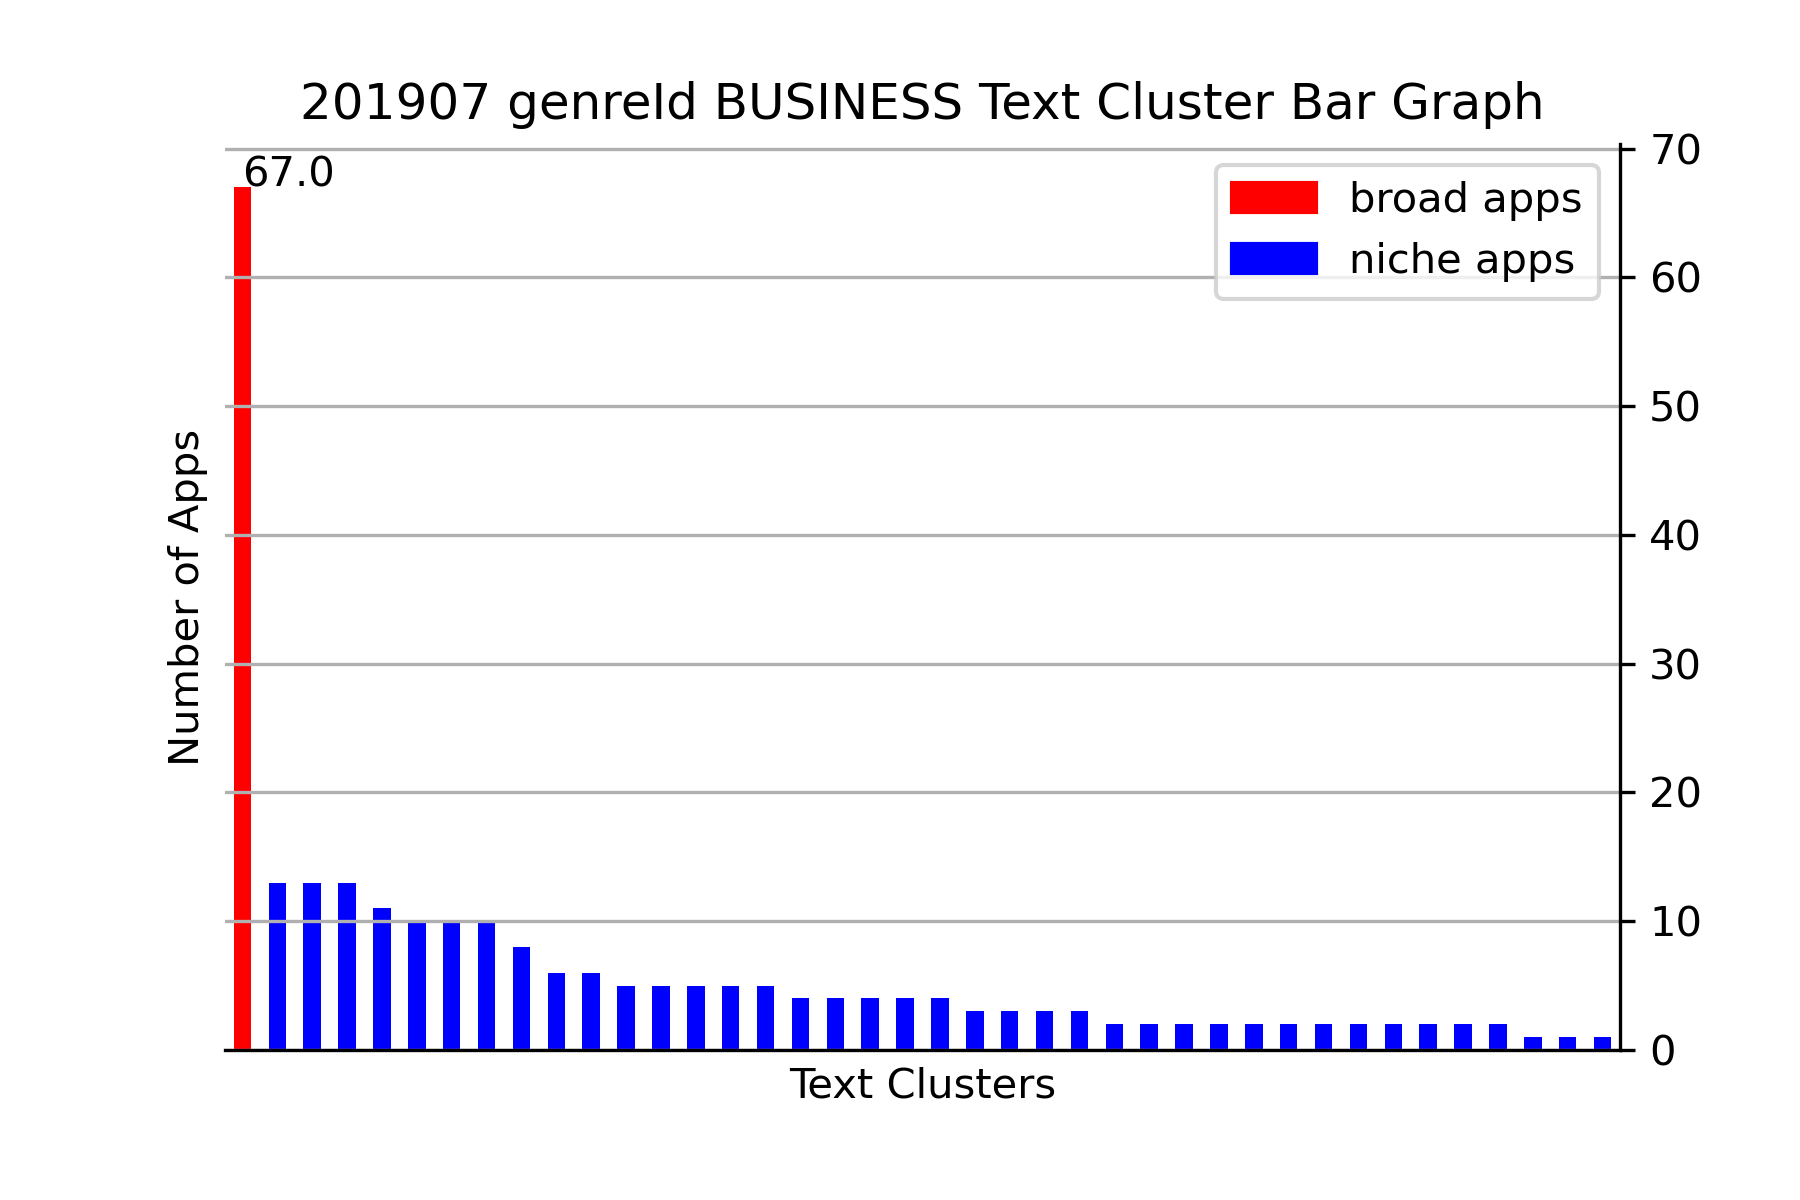 201907 genreId BUSINESS Text Cluster Bar Graph
67.0
broad apps
niche apps
Number of Apps
70
60
50
40
30
20
10
0
Text Clusters